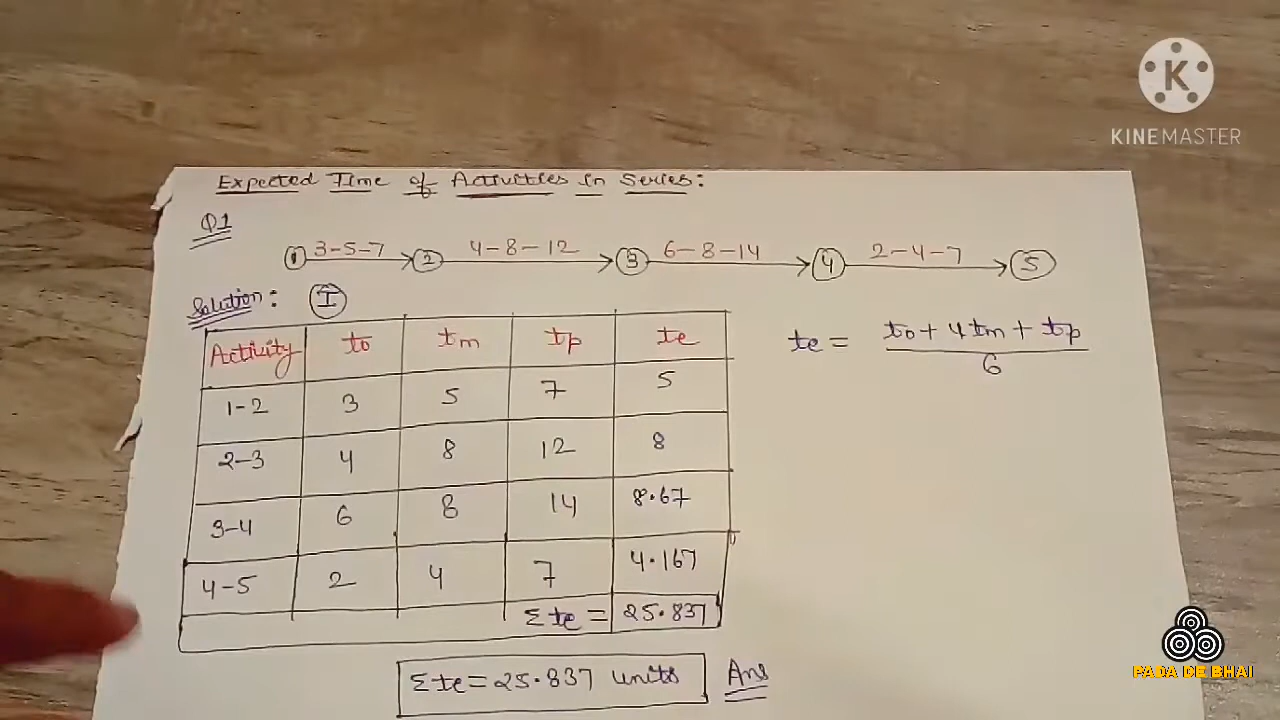 K
KINEMASTER
Expected Time of Activities in Series:
Q1
1 3-5-7 2 4-8-12 3 6-8-14 4 2-4-7 5
Solution: I
Activity to tm tp te
te = to + 4tm + tp / 6
1-2 3 5 7 5
2-3 4 8 12 8
3-4 6 8 14 8.67
4-5 2 4 7 4.167
Σte = 25.837
Σte = 25.837 units Ans
PADA DE BHAI